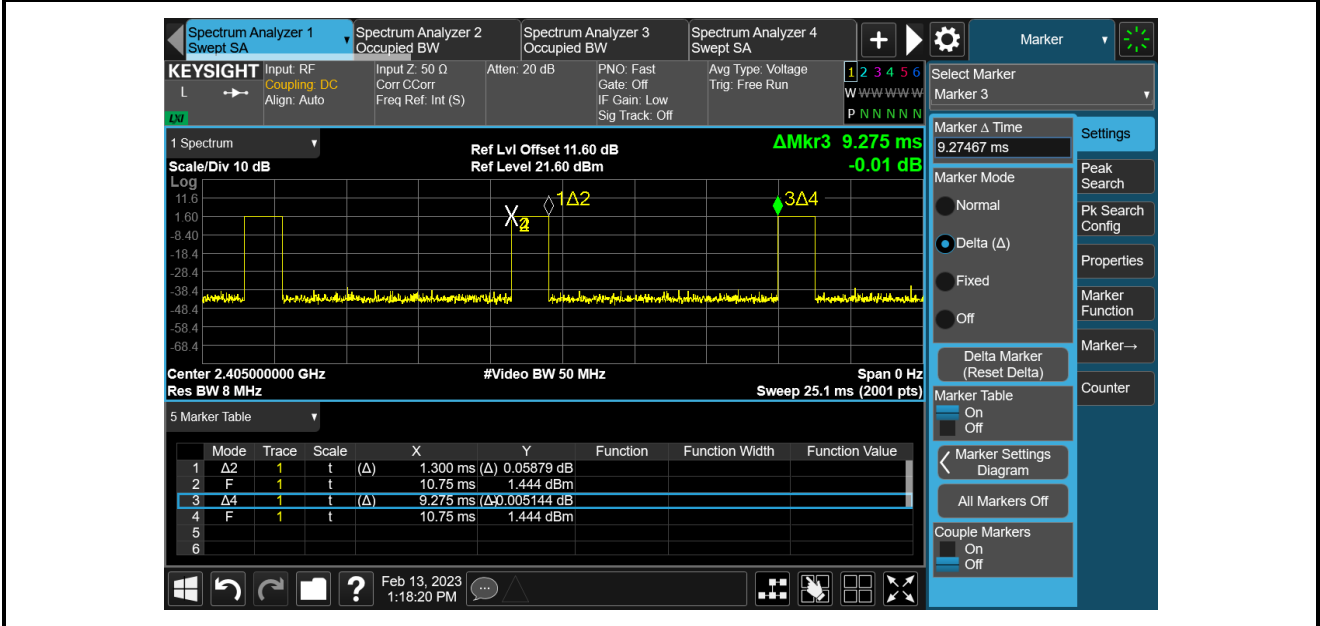 Spectrum Analyzer 1
Swept SA
Spectrum Analyzer 2
Occupied BW
Spectrum Analyzer 3
Occupied BW
Spectrum Analyzer 4
Swept SA
Marker
KEYSIGHT
L
LXI
Input: RF
Coupling: DC
Align: Auto
Input Z: 50 Ω
Corr CCorr
Freq Ref: Int (S)
Atten: 20 dB
PNO: Fast
Gate: Off
IF Gain: Low
Sig Track: Off
Avg Type: Voltage
Trig: Free Run
1 2 3 4 5 6
W W W W W W
P N N N N N
Select Marker
Marker 3
1 Spectrum
Scale/Div 10 dB
Log
Ref Lvl Offset 11.60 dB
Ref Level 21.60 dBm
ΔMkr3 9.275 ms
-0.01 dB
11.6
1.60
-8.40
-18.4
-28.4
-38.4
-48.4
-58.4
-68.4
1Δ2
3Δ4
X
Center 2.405000000 GHz
Res BW 8 MHz
#Video BW 50 MHz
Span 0 Hz
Sweep 25.1 ms (2001 pts)
5 Marker Table
Mode Trace Scale X Y Function Function Width Function Value
1 Δ2 1 t (Δ) 1.300 ms (Δ) 0.05879 dB
2 F 1 t 10.75 ms 1.444 dBm
3 Δ4 1 t (Δ) 9.275 ms (Δ)-0.005144 dB
4 F 1 t 10.75 ms 1.444 dBm
5
6
Marker Δ Time
9.27467 ms
Marker Mode
Normal
Delta (Δ)
Fixed
Off
Delta Marker
(Reset Delta)
Marker Table
On
Off
Marker Settings
Diagram
All Markers Off
Couple Markers
On
Off
Settings
Peak
Search
Pk Search
Config
Properties
Marker
Function
Marker→
Counter
?
Feb 13, 2023
1:18:20 PM